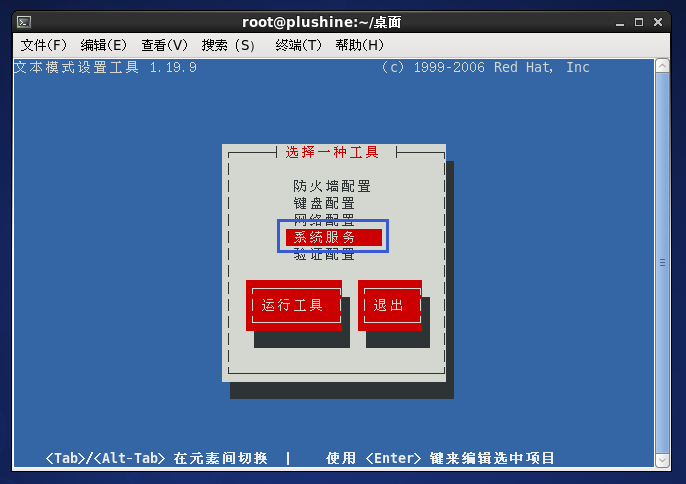 root@plushine:~/桌面
文件(F) 编辑(E) 查看(V) 搜索 (S) 终端(T) 帮助(H)
文本模式设置工具 1.19.9 (c) 1999-2006 Red Hat, Inc
选择一种工具
防火墙配置
键盘配置
网络配置
系统服务
验证配置
运行工具 退出
<Tab>/<Alt-Tab> 在元素间切换 | 使用 <Enter> 键来编辑选中项目